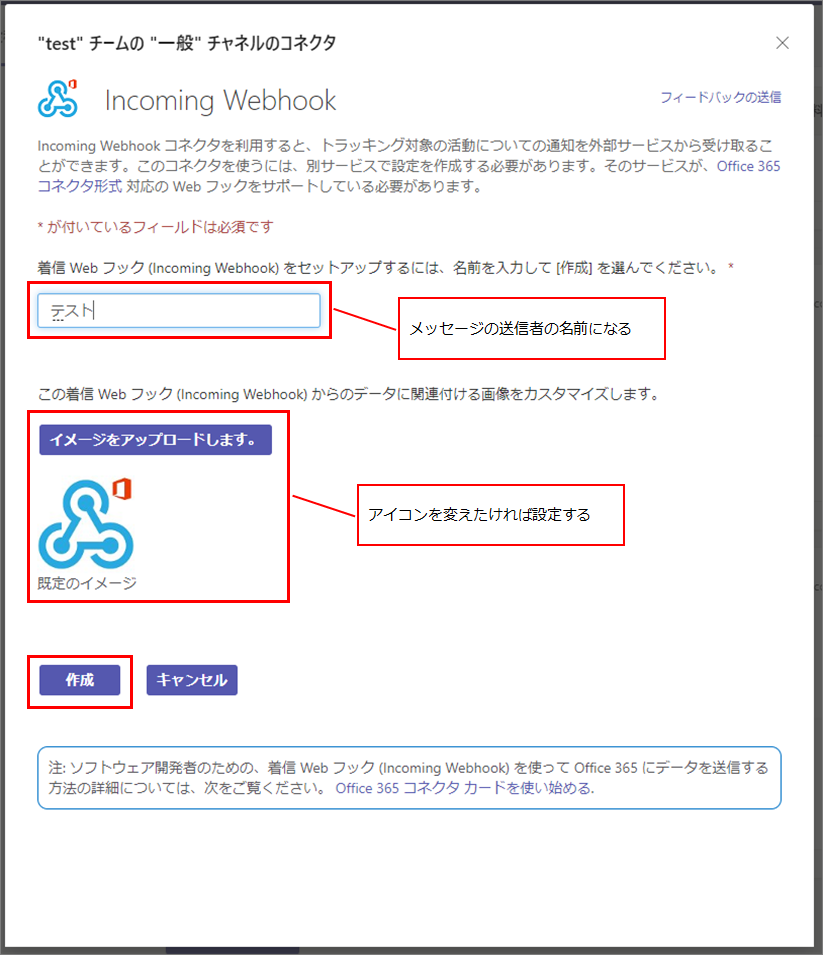 "test" チームの "一般" チャネルのコネクタ
Incoming Webhook
フィードバックの送信
Incoming Webhook コネクタを利用すると、トラッキング対象の活動についての通知を外部サービスから受け取るこ
とができます。このコネクタを使うには、別サービスで設定を作成する必要があります。そのサービスが、Office 365
コネクタ形式 対応の Web フックをサポートしている必要があります。
* が付いているフィールドは必須です
着信 Web フック (Incoming Webhook) をセットアップするには、名前を入力して [作成] を選んでください。 *
テスト
メッセージの送信者の名前になる
この着信 Web フック (Incoming Webhook) からのデータに関連付ける画像をカスタマイズします。
イメージをアップロードします。
アイコンを変えたければ設定する
既定のイメージ
作成
キャンセル
注: ソフトウェア開発者のための、着信 Web フック (Incoming Webhook) を使って Office 365 にデータを送信する
方法の詳細については、次をご覧ください。 Office 365 コネクタ カードを使い始める.